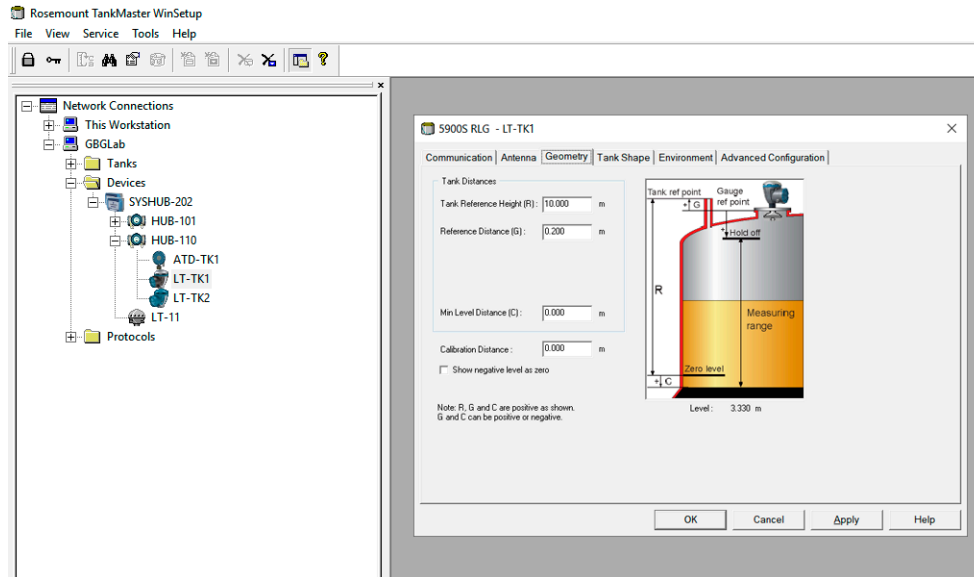 Rosemount TankMaster WinSetup
File View Service Tools Help
Network Connections
This Workstation
GBGLab
Tanks
Devices
SYSHUB-202
HUB-101
HUB-110
ATD-TK1
LT-TK1
LT-TK2
LT-11
Protocols
5900S RLG - LT-TK1
Communication Antenna Geometry Tank Shape Environment Advanced Configuration
Tank Distances
Tank Reference Height (R) : 10.000 m
Reference Distance (G) : 0.200 m
Min Level Distance (C) : 0.000 m
Calibration Distance : 0.000 m
Show negative level as zero
Note: R, G and C are positive as shown.
G and C can be positive or negative.
Tank ref point
Gauge
ref point
+ G
+ Hold off
R
Measuring
range
Zero level
+ C
Level : 3.330 m
OK Cancel Apply Help